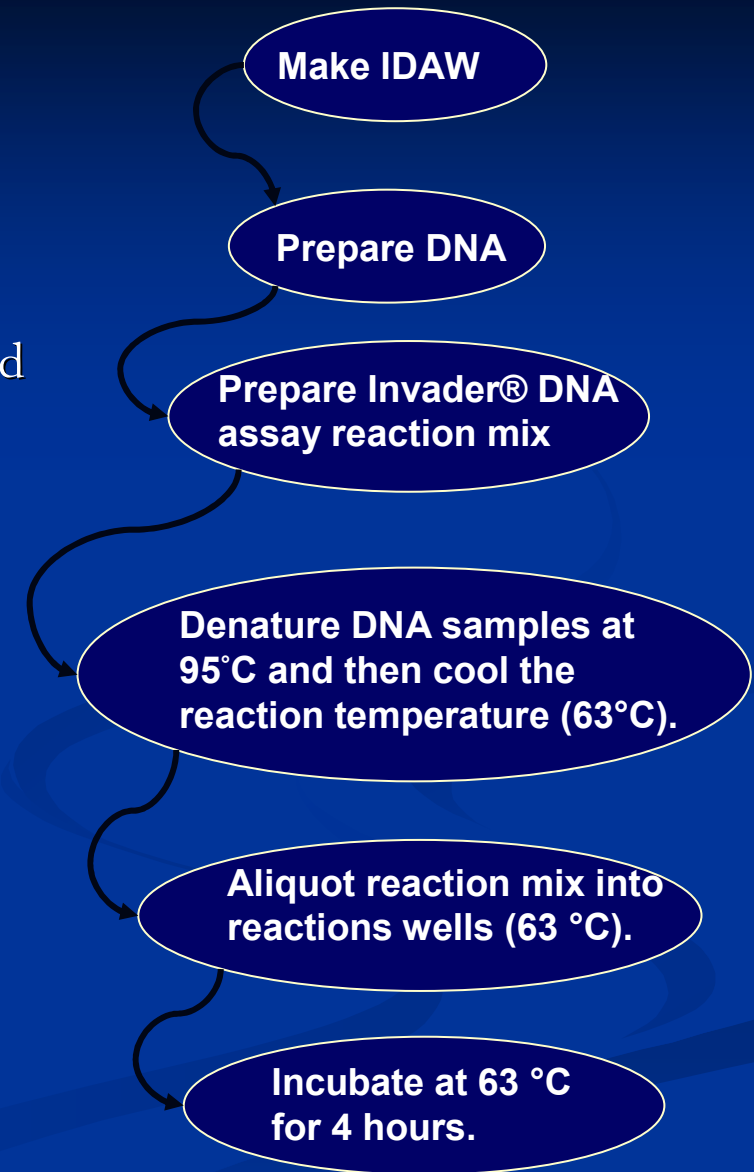 Make IDAW
Prepare DNA
d
Prepare Invader® DNA
assay reaction mix
Denature DNA samples at
95°C and then cool the
reaction temperature (63°C).
Aliquot reaction mix into
reactions wells (63 °C).
Incubate at 63 °C
for 4 hours.